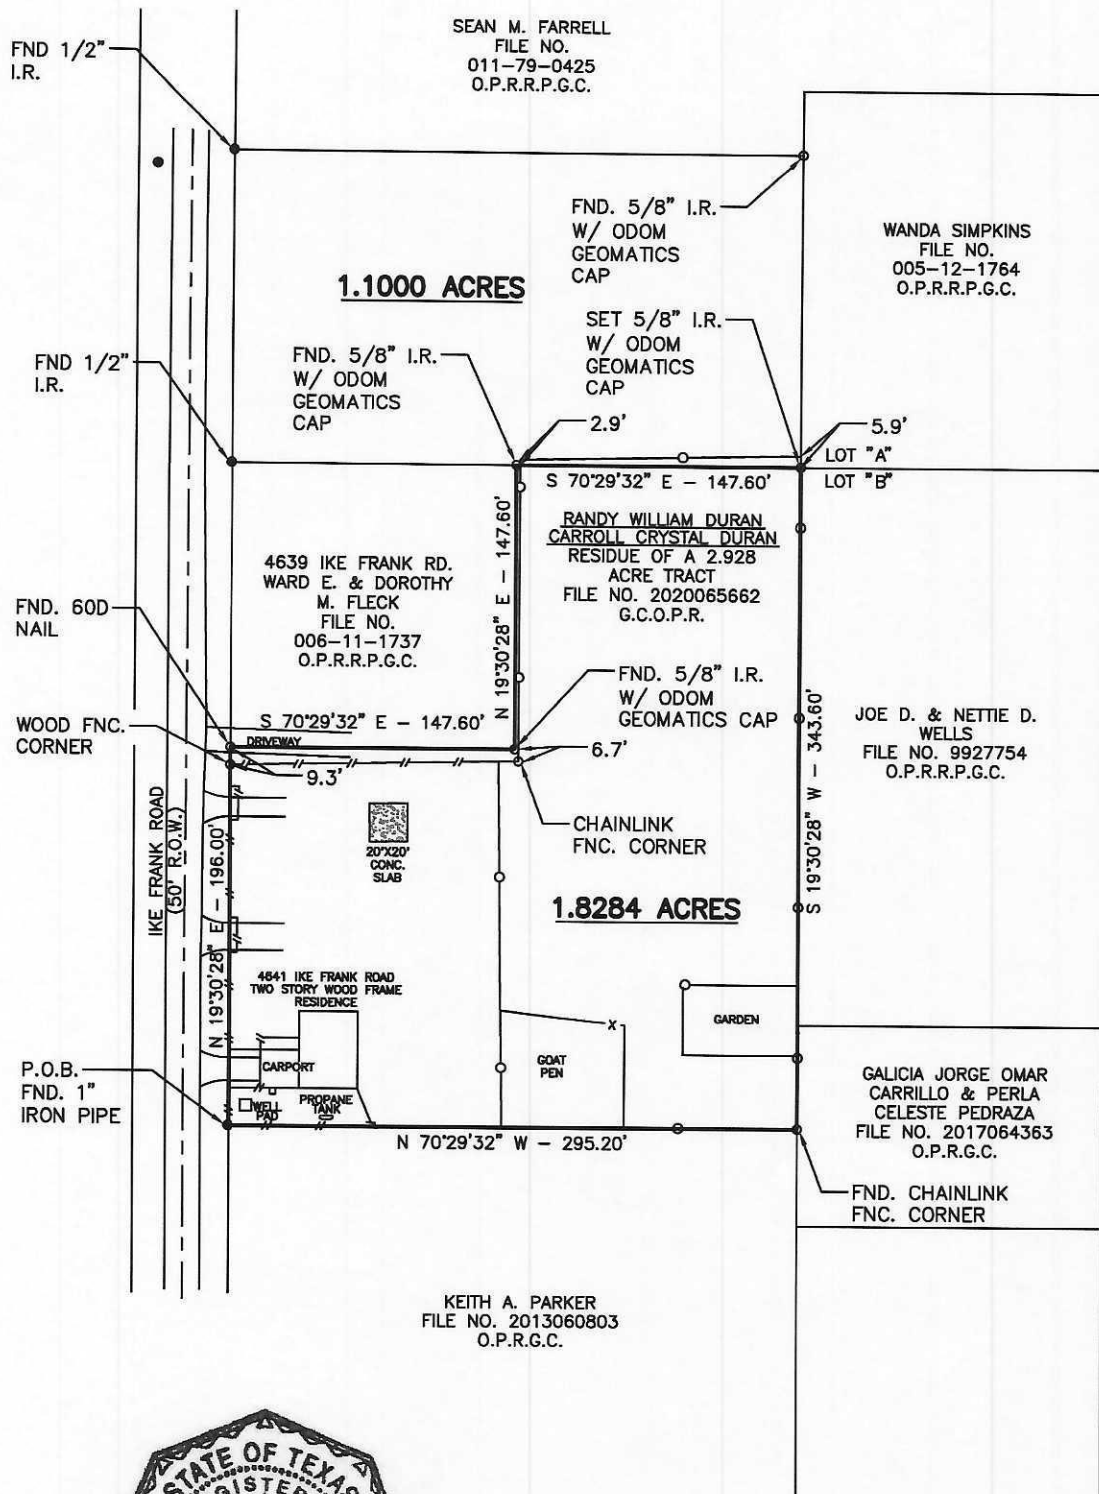 SEAN M. FARRELL
FILE NO.
011-79-0425
O.P.R.R.P.G.C.
FND 1/2"
I.R.
FND. 5/8" I.R.
W/ ODOM
GEOMATICS
CAP
WANDA SIMPKINS
FILE NO.
005-12-1764
O.P.R.R.P.G.C.
1.1000 ACRES
SET 5/8" I.R.
W/ ODOM
GEOMATICS
CAP
FND 1/2"
I.R.
FND. 5/8" I.R.
W/ ODOM
GEOMATICS
CAP
2.9'
5.9'
LOT "A"
LOT "B"
S 70°29'32" E - 147.60'
N 19°30'28" E - 147.60'
RANDY WILLIAM DURAN
CARROLL CRYSTAL DURAN
RESIDUE OF A 2.928
ACRE TRACT
FILE NO. 2020065662
G.C.O.P.R.
4639 IKE FRANK RD.
WARD E. & DOROTHY
M. FLECK
FILE NO.
006-11-1737
O.P.R.R.P.G.C.
FND. 60D
NAIL
FND. 5/8" I.R.
W/ ODOM
GEOMATICS CAP
S 70°29'32" E - 147.60'
DRIVEWAY
WOOD FNC.
CORNER
6.7'
9.3'
JOE D. & NETTIE D.
WELLS
FILE NO. 9927754
O.P.R.R.P.G.C.
S 19°30'28" W - 343.60'
IKE FRANK ROAD
(50' R.O.W.)
N 19°30'28" E - 196.00'
20'X20'
CONC.
SLAB
CHAINLINK
FNC. CORNER
1.8284 ACRES
4641 IKE FRANK ROAD
TWO STORY WOOD FRAME
RESIDENCE
GARDEN
CARPORT
GOAT
PEN
WELL
PAD
PROPANE
TANK
P.O.B.
FND. 1"
IRON PIPE
GALICIA JORGE OMAR
CARRILLO & PERLA
CELESTE PEDRAZA
FILE NO. 2017064363
O.P.R.G.C.
N 70°29'32" W - 295.20'
FND. CHAINLINK
FNC. CORNER
KEITH A. PARKER
FILE NO. 2013060803
O.P.R.G.C.
STATE OF TEXAS